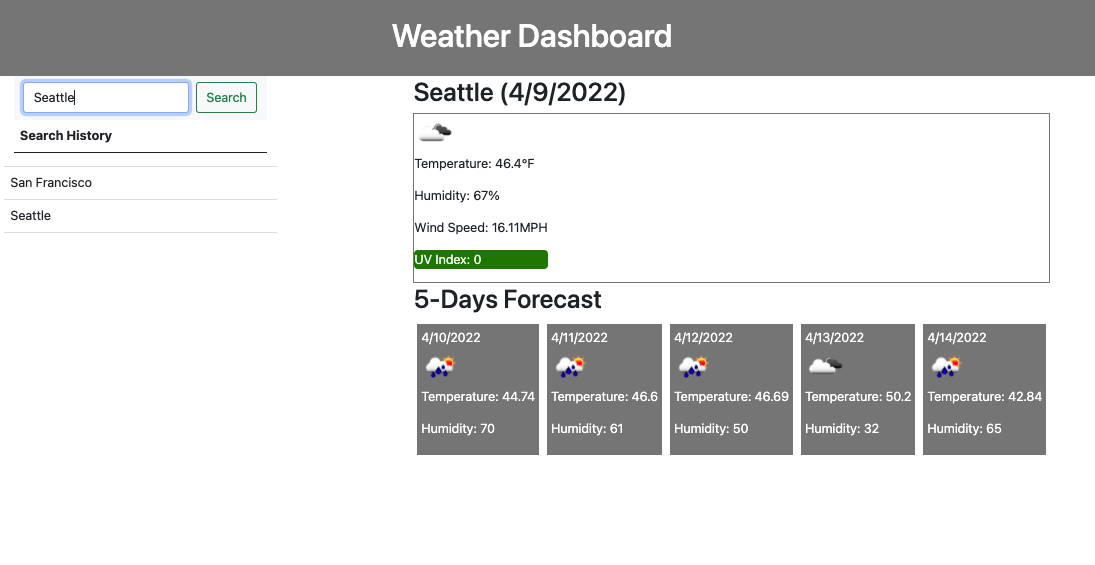 Weather Dashboard
Seattle
Search
Search History
San Francisco
Seattle
Seattle (4/9/2022)
Temperature: 46.4°F
Humidity: 67%
Wind Speed: 16.11MPH
UV Index: 0
5-Days Forecast
4/10/2022
Temperature: 44.74
Humidity: 70
4/11/2022
Temperature: 46.6
Humidity: 61
4/12/2022
Temperature: 46.69
Humidity: 50
4/13/2022
Temperature: 50.2
Humidity: 32
4/14/2022
Temperature: 42.84
Humidity: 65